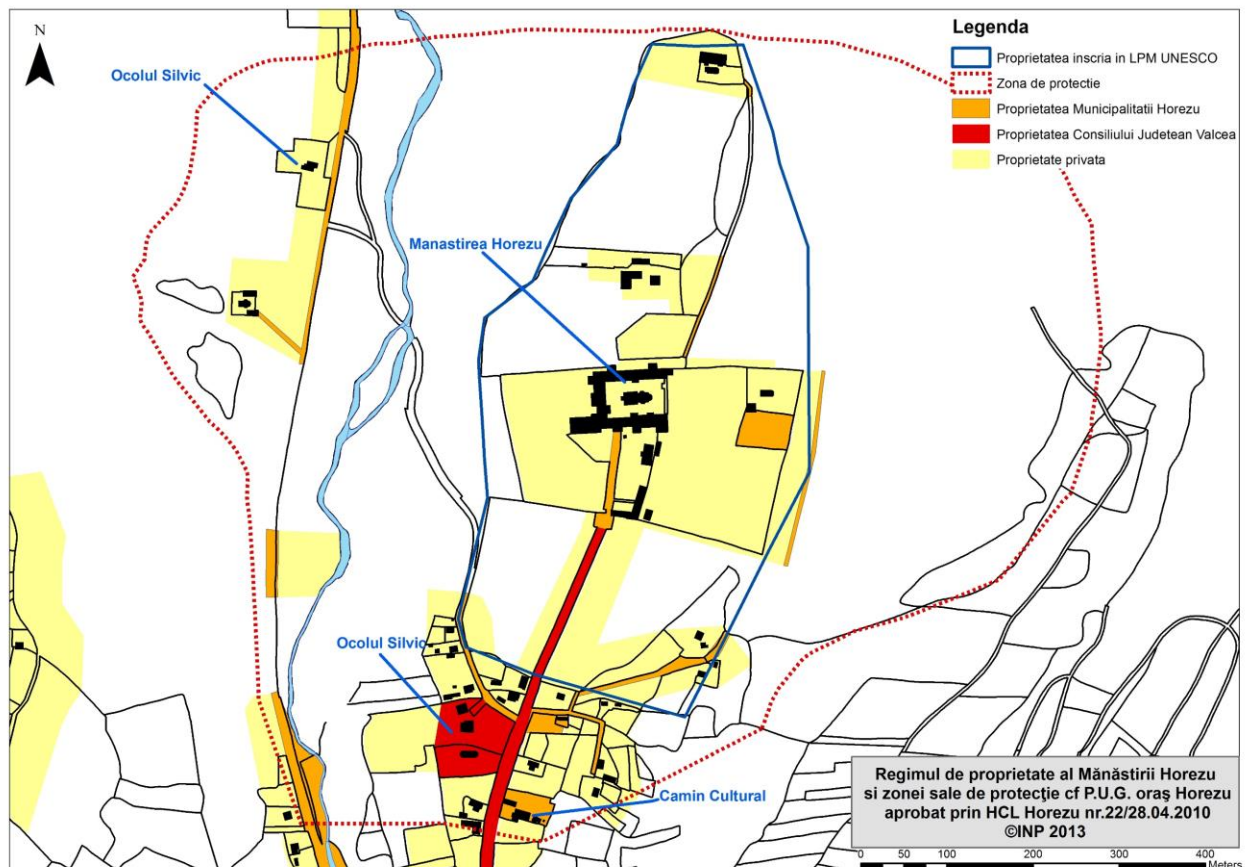 N
Ocolul Silvic
Manastirea Horezu
Ocolul Silvic
Camin Cultural
Legenda
Proprietatea inscria in LPM UNESCO
Zona de protectie
Proprietatea Municipalitatii Horezu
Proprietatea Consiliului Judetean Valcea
Proprietate privata
Regimul de proprietate al Mănăstirii Horezu
si zonei sale de protecţie cf P.U.G. oraş Horezu
aprobat prin HCL Horezu nr.22/28.04.2010
©INP 2013
0 50 100 200 300 400
Meters